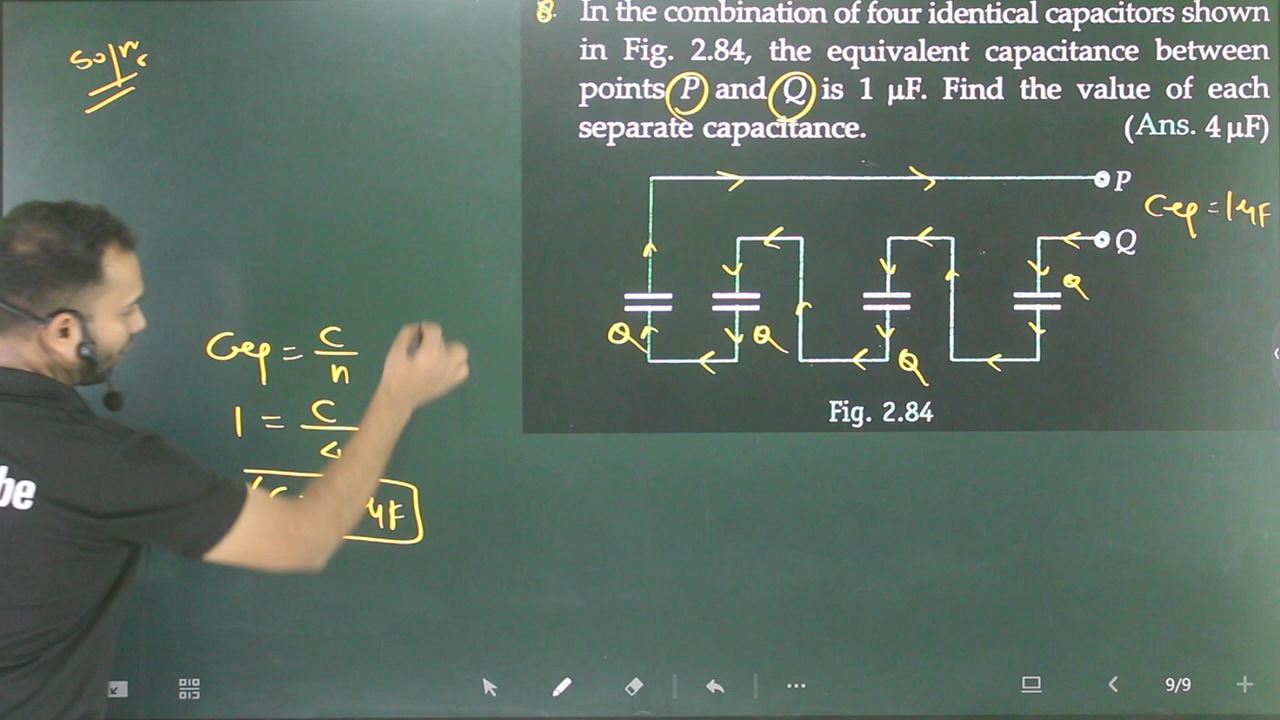 Soln.
8. In the combination of four identical capacitors shown
in Fig. 2.84, the equivalent capacitance between
points P and Q is 1 μF. Find the value of each
separate capacitance. (Ans. 4 μF)
P
Ceq = 1μF
Q
Q
Q
Q
Q
Fig. 2.84
Ceq = C/n
1 = C/4
μF
be
9/9